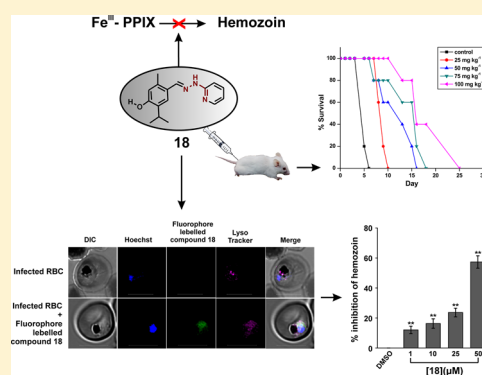 Fe^III- PPIX Hemozoin
HO
N
NH
N
18
% Survival
100
80
60
40
20
0
0 5 10 15 20 25 30
Day
control
25 mg kg⁻¹
50 mg kg⁻¹
75 mg kg⁻¹
100 mg kg⁻¹
DIC
Hoechst
Fluorophore
labelled
compound 18
Lyso
Tracker
Merge
Infected RBC
Infected RBC
+
Fluorophore
labelled
compound 18
% inhibition of hemozoin
80
60
40
20
0
** ** ** **
DMSO 1 10 25 50
[18](µM)